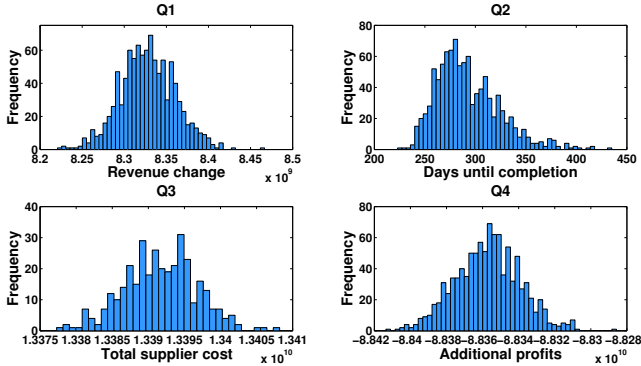 Q1
Q2
80
60
40
20
0
Frequency
8.2 8.25 8.3 8.35 8.4 8.45 8.5
Revenue change x 10^9
60
40
20
0
Frequency
200 250 300 350 400 450
Days until completion
Q3
Q4
40
30
20
10
0
Frequency
1.3375 1.338 1.3385 1.339 1.3395 1.34 1.3405 1.341
Total supplier cost x 10^10
80
60
40
20
0
Frequency
−8.842 −8.84 −8.838 −8.836 −8.834 −8.832 −8.83 −8.828
Additional profits x 10^10